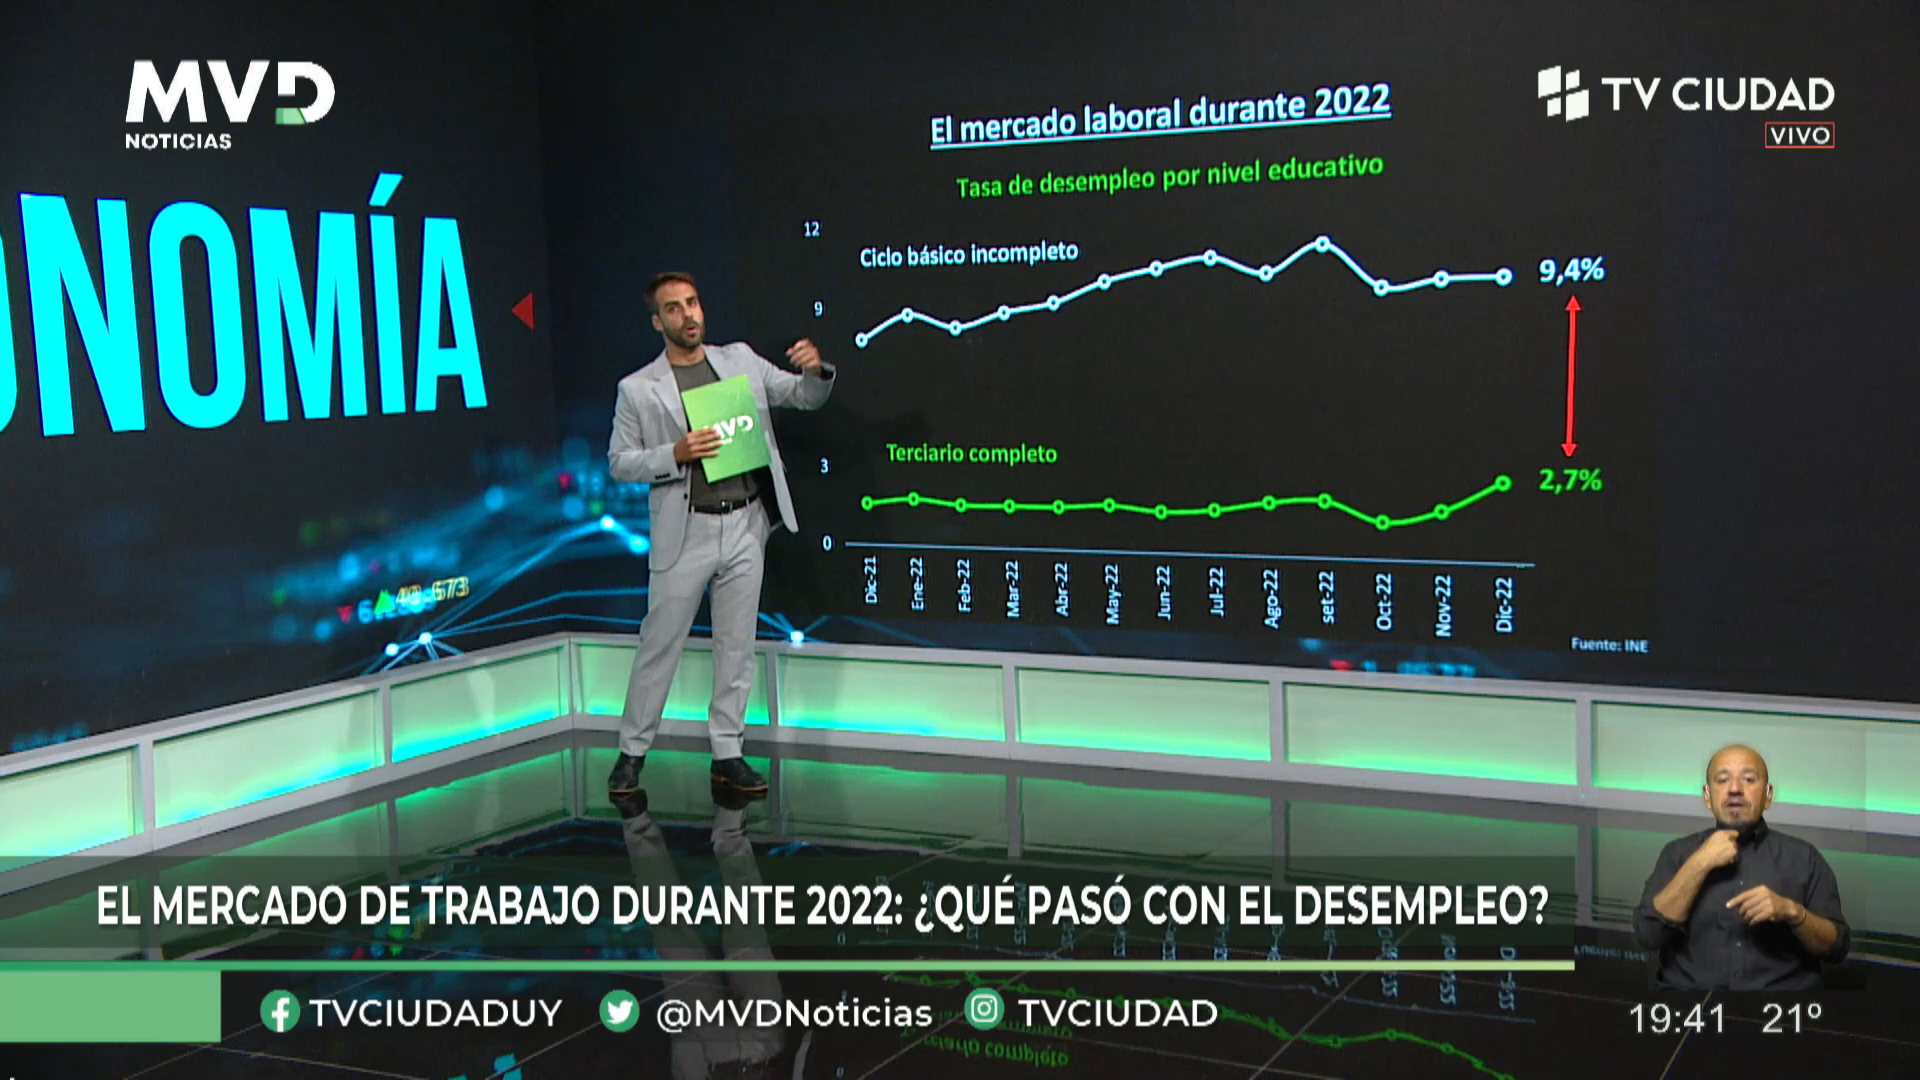 MVD
NOTICIAS
TV CIUDAD
VIVO
ONOMÍA
El mercado laboral durante 2022
Tasa de desempleo por nivel educativo
12
Ciclo básico incompleto
9,4%
9
MVD
Terciario completo
3
2,7%
0
Dic-21
Ene-22
Feb-22
Mar-22
Abr-22
May-22
Jun-22
Jul-22
Ago-22
set-22
Oct-22
Nov-22
Dic-22
Fuente: INE
EL MERCADO DE TRABAJO DURANTE 2022: ¿QUÉ PASÓ CON EL DESEMPLEO?
TVCIUDADUY @MVDNoticias TVCIUDAD
19:41 21º